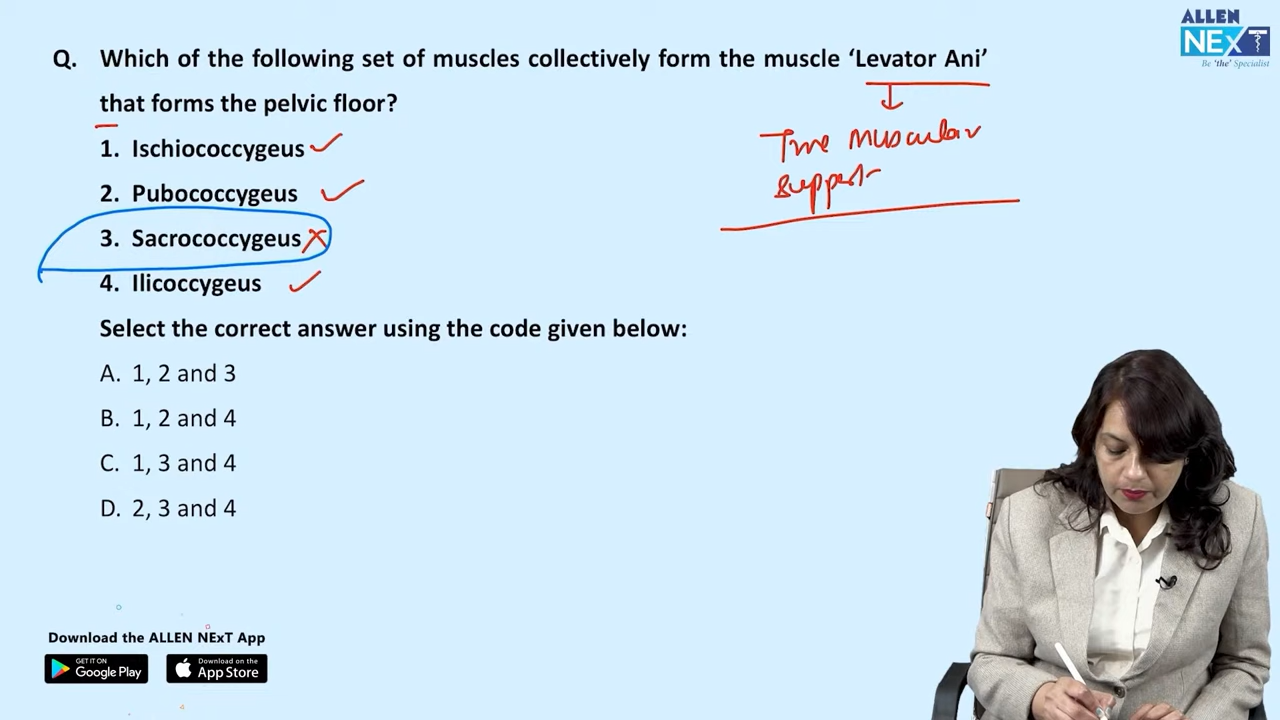 ALLEN
NExT
Be 'the' Specialist
Q. Which of the following set of muscles collectively form the muscle ‘Levator Ani’
that forms the pelvic floor?
1. Ischiococcygeus
2. Pubococcygeus
3. Sacrococcygeus
4. Ilicoccygeus
True Muscular
Support
Select the correct answer using the code given below:
A. 1, 2 and 3
B. 1, 2 and 4
C. 1, 3 and 4
D. 2, 3 and 4
Download the ALLEN NExT App
GET IT ON
Google Play
Download on the
App Store